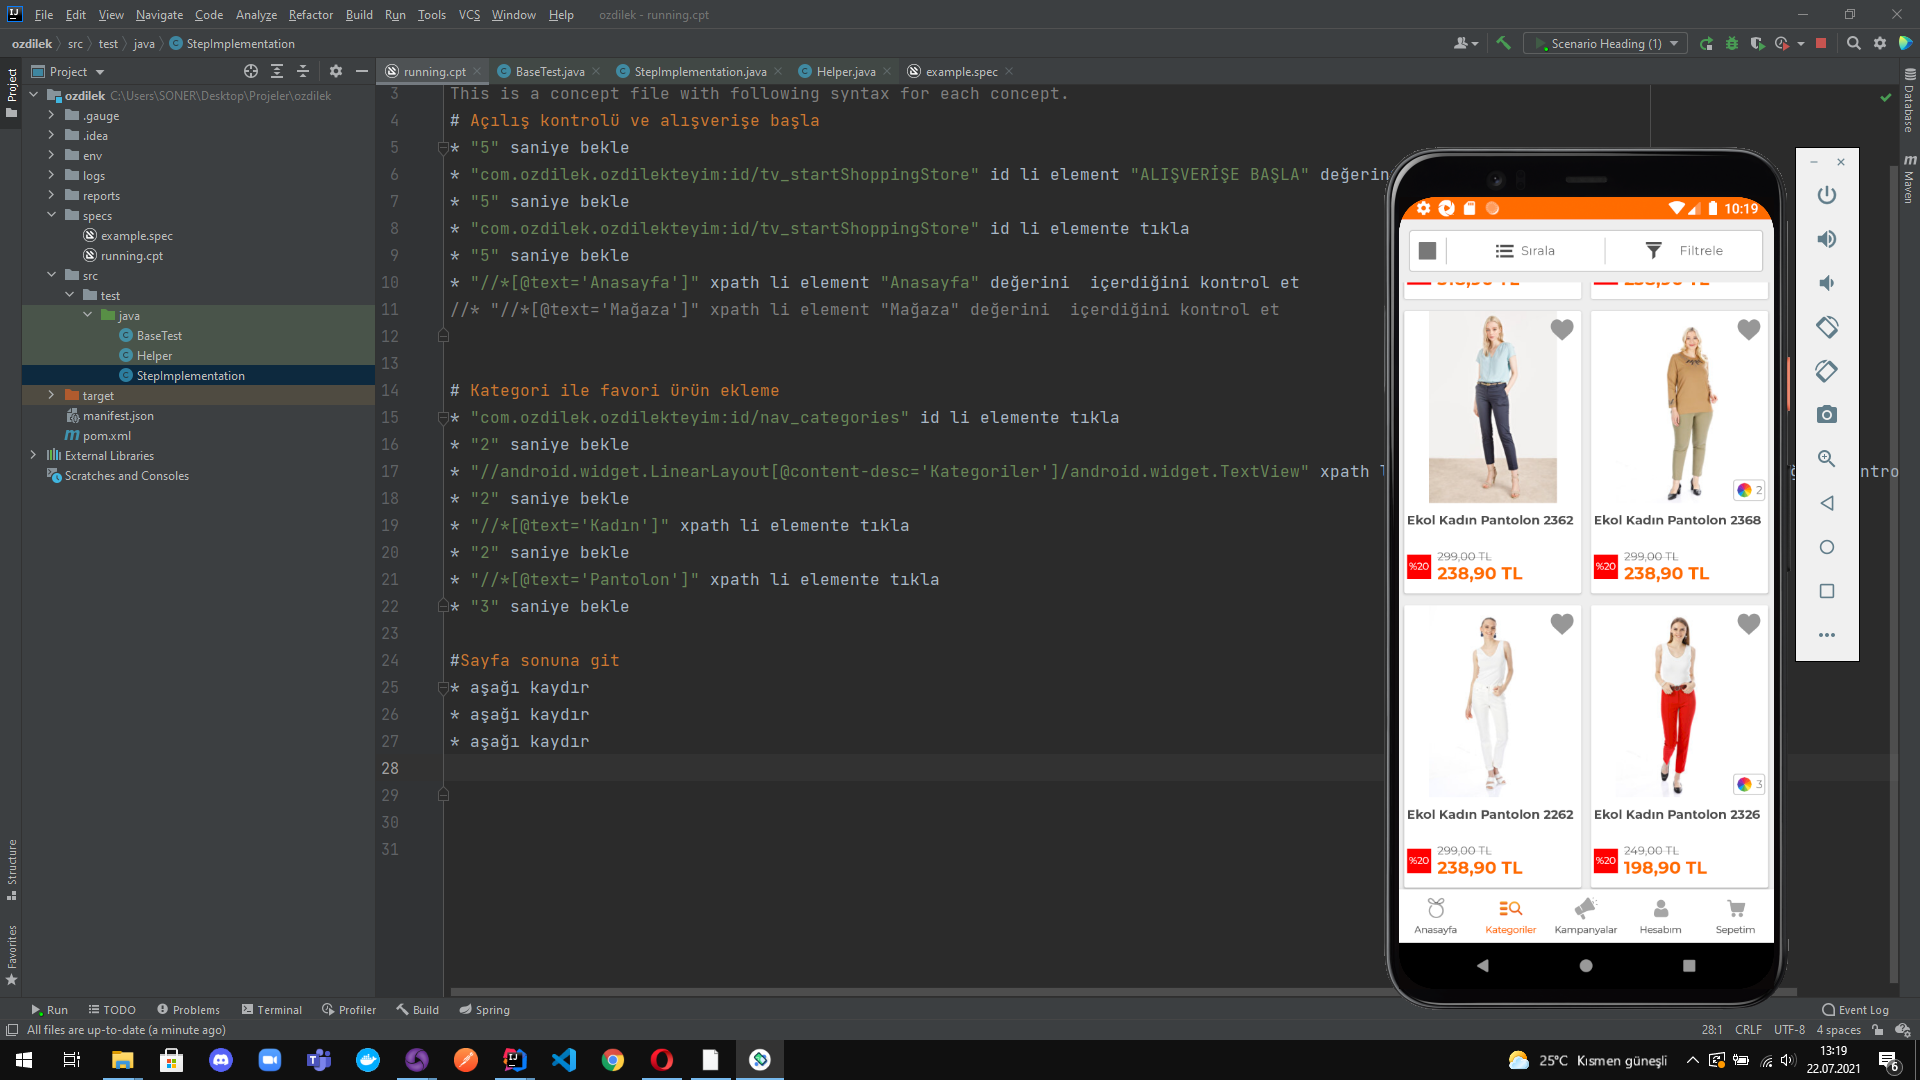 File Edit View Navigate Code Analyze Refactor Build Run Tools VCS Window Help ozdilek - running.cpt
ozdilek src test java StepImplementation
Scenario Heading (1)
Project
running.cpt BaseTest.java StepImplementation.java Helper.java example.spec
Project
ozdilek C:\Users\SONER\Desktop\Projeler\ozdilek
.gauge
.idea
env
logs
reports
specs
example.spec
running.cpt
src
test
java
BaseTest
Helper
StepImplementation
target
manifest.json
pom.xml
External Libraries
Scratches and Consoles
Structure
Favorites
3 This is a concept file with following syntax for each concept.
4 # Açılış kontrolü ve alışverişe başla
5 * "5" saniye bekle
6 * "com.ozdilek.ozdilekteyim:id/tv_startShoppingStore" id li element "ALIŞVERİŞE BAŞLA" değerin
7 * "5" saniye bekle
8 * "com.ozdilek.ozdilekteyim:id/tv_startShoppingStore" id li elemente tıkla
9 * "5" saniye bekle
10 * "//*[@text='Anasayfa']" xpath li element "Anasayfa" değerini  içerdiğini kontrol et
11 //* "//*[@text='Mağaza']" xpath li element "Mağaza" değerini  içerdiğini kontrol et
12
13
14 # Kategori ile favori ürün ekleme
15 * "com.ozdilek.ozdilekteyim:id/nav_categories" id li elemente tıkla
16 * "2" saniye bekle
17 * "//android.widget.LinearLayout[@content-desc='Kategoriler']/android.widget.TextView" xpath l
18 * "2" saniye bekle
19 * "//*[@text='Kadın']" xpath li elemente tıkla
20 * "2" saniye bekle
21 * "//*[@text='Pantolon']" xpath li elemente tıkla
22 * "3" saniye bekle
23
24 #Sayfa sonuna git
25 * aşağı kaydır
26 * aşağı kaydır
27 * aşağı kaydır
28
29
30
31
10:19
Sırala Filtrele
Ekol Kadın Pantolon 2362
299,00 TL
%20 238,90 TL
2
Ekol Kadın Pantolon 2368
299,00 TL
%20 238,90 TL
Ekol Kadın Pantolon 2262
299,00 TL
%20 238,90 TL
3
Ekol Kadın Pantolon 2326
249,00 TL
%20 198,90 TL
Anasayfa Kategoriler Kampanyalar Hesabım Sepetim
Database
Maven
Run TODO Problems Terminal Profiler Build Spring Event Log
All files are up-to-date (a minute ago) 28:1 CRLF UTF-8 4 spaces
25°C Kısmen güneşli
13:19
22.07.2021
6